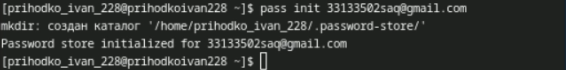 [prihodko_ivan_228@prihodkoivan228 ~]$ pass init 33133502saq@gmail.com
mkdir: создан каталог '/home/prihodko_ivan_228/.password-store/'
Password store initialized for 33133502saq@gmail.com
[prihodko_ivan_228@prihodkoivan228 ~]$